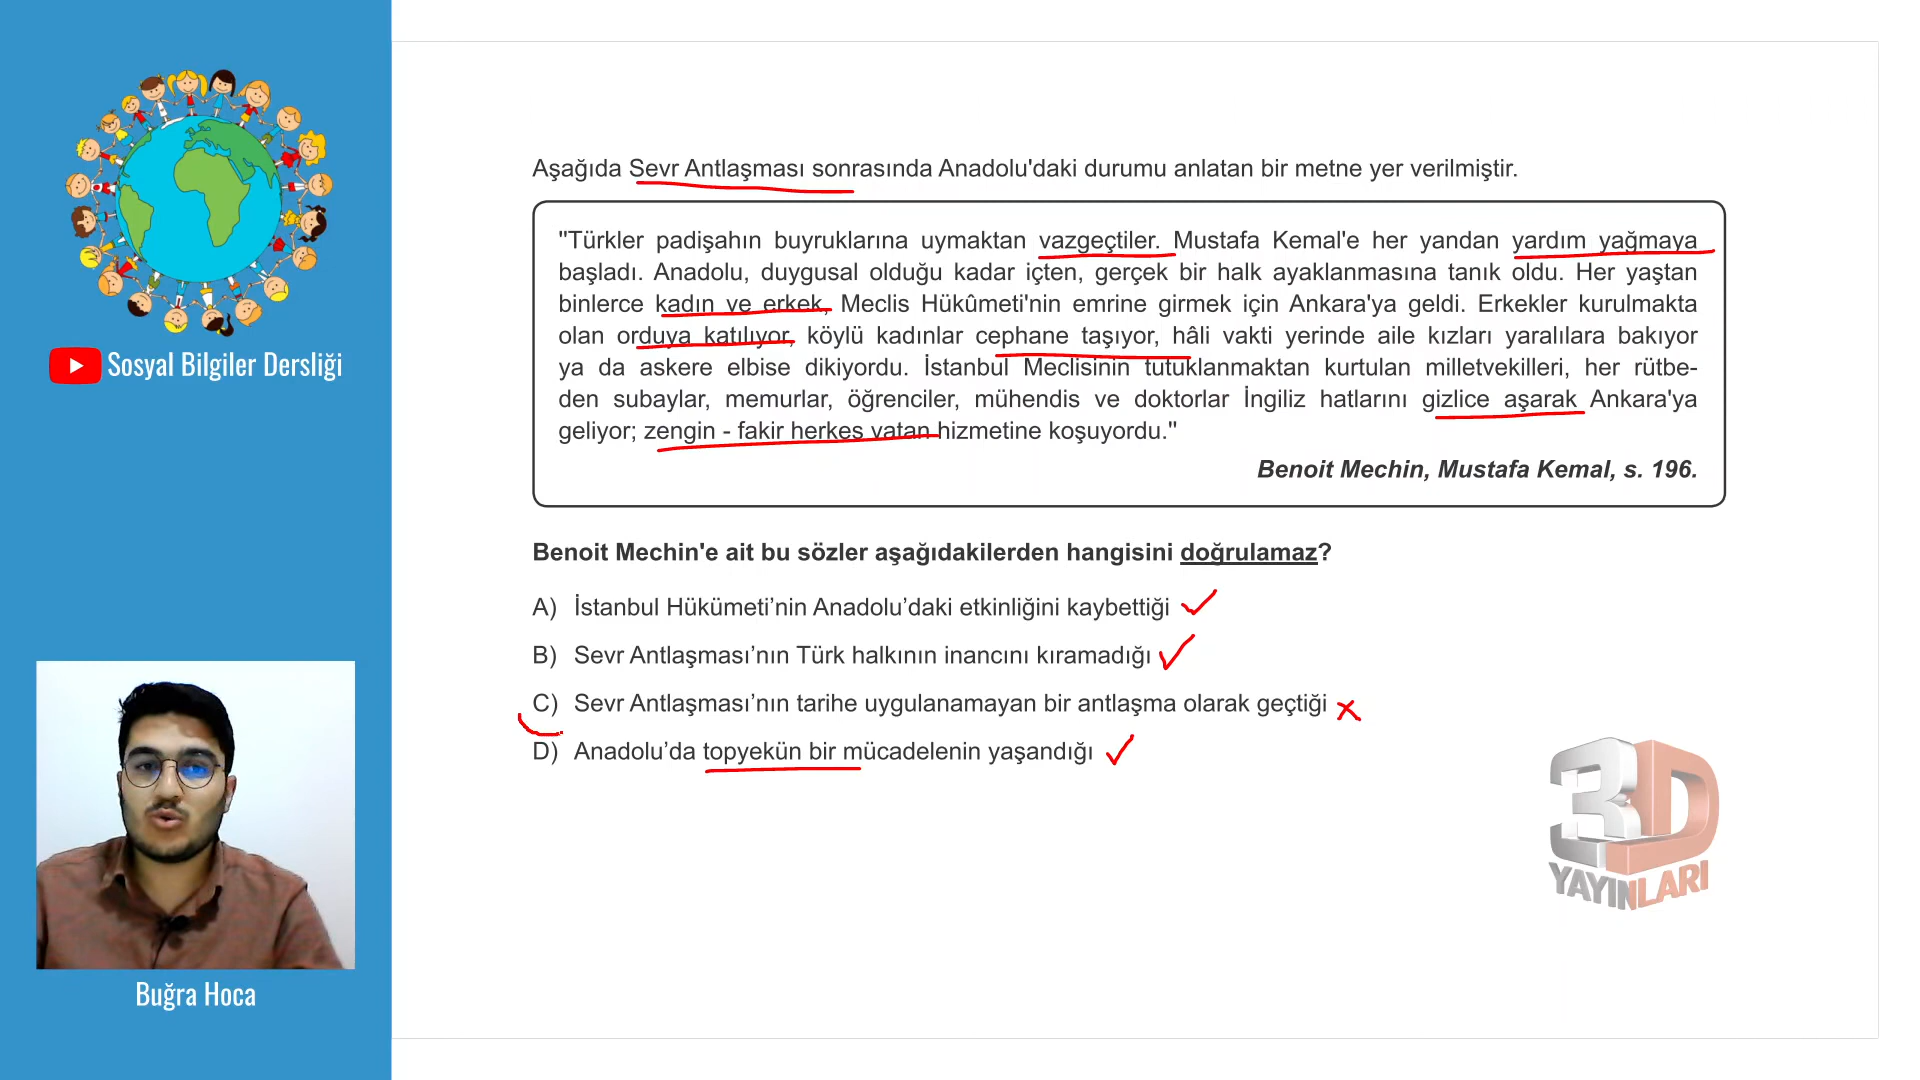 Sosyal Bilgiler Dersliği
Buğra Hoca
Aşağıda Sevr Antlaşması sonrasında Anadolu'daki durumu anlatan bir metne yer verilmiştir.
"Türkler padişahın buyruklarına uymaktan vazgeçtiler. Mustafa Kemal'e her yandan yardım yağmaya
başladı. Anadolu, duygusal olduğu kadar içten, gerçek bir halk ayaklanmasına tanık oldu. Her yaştan
binlerce kadın ve erkek, Meclis Hükûmeti'nin emrine girmek için Ankara'ya geldi. Erkekler kurulmakta
olan orduya katılıyor, köylü kadınlar cephane taşıyor, hâli vakti yerinde aile kızları yaralılara bakıyor
ya da askere elbise dikiyordu. İstanbul Meclisinin tutuklanmaktan kurtulan milletvekilleri, her rütbe-
den subaylar, memurlar, öğrenciler, mühendis ve doktorlar İngiliz hatlarını gizlice aşarak Ankara'ya
geliyor; zengin - fakir herkes vatan hizmetine koşuyordu."
Benoit Mechin, Mustafa Kemal, s. 196.
Benoit Mechin'e ait bu sözler aşağıdakilerden hangisini doğrulamaz?
A) İstanbul Hükümeti’nin Anadolu’daki etkinliğini kaybettiği
B) Sevr Antlaşması’nın Türk halkının inancını kıramadığı
C) Sevr Antlaşması’nın tarihe uygulanamayan bir antlaşma olarak geçtiği
D) Anadolu’da topyekün bir mücadelenin yaşandığı
3D
YAYINLARI